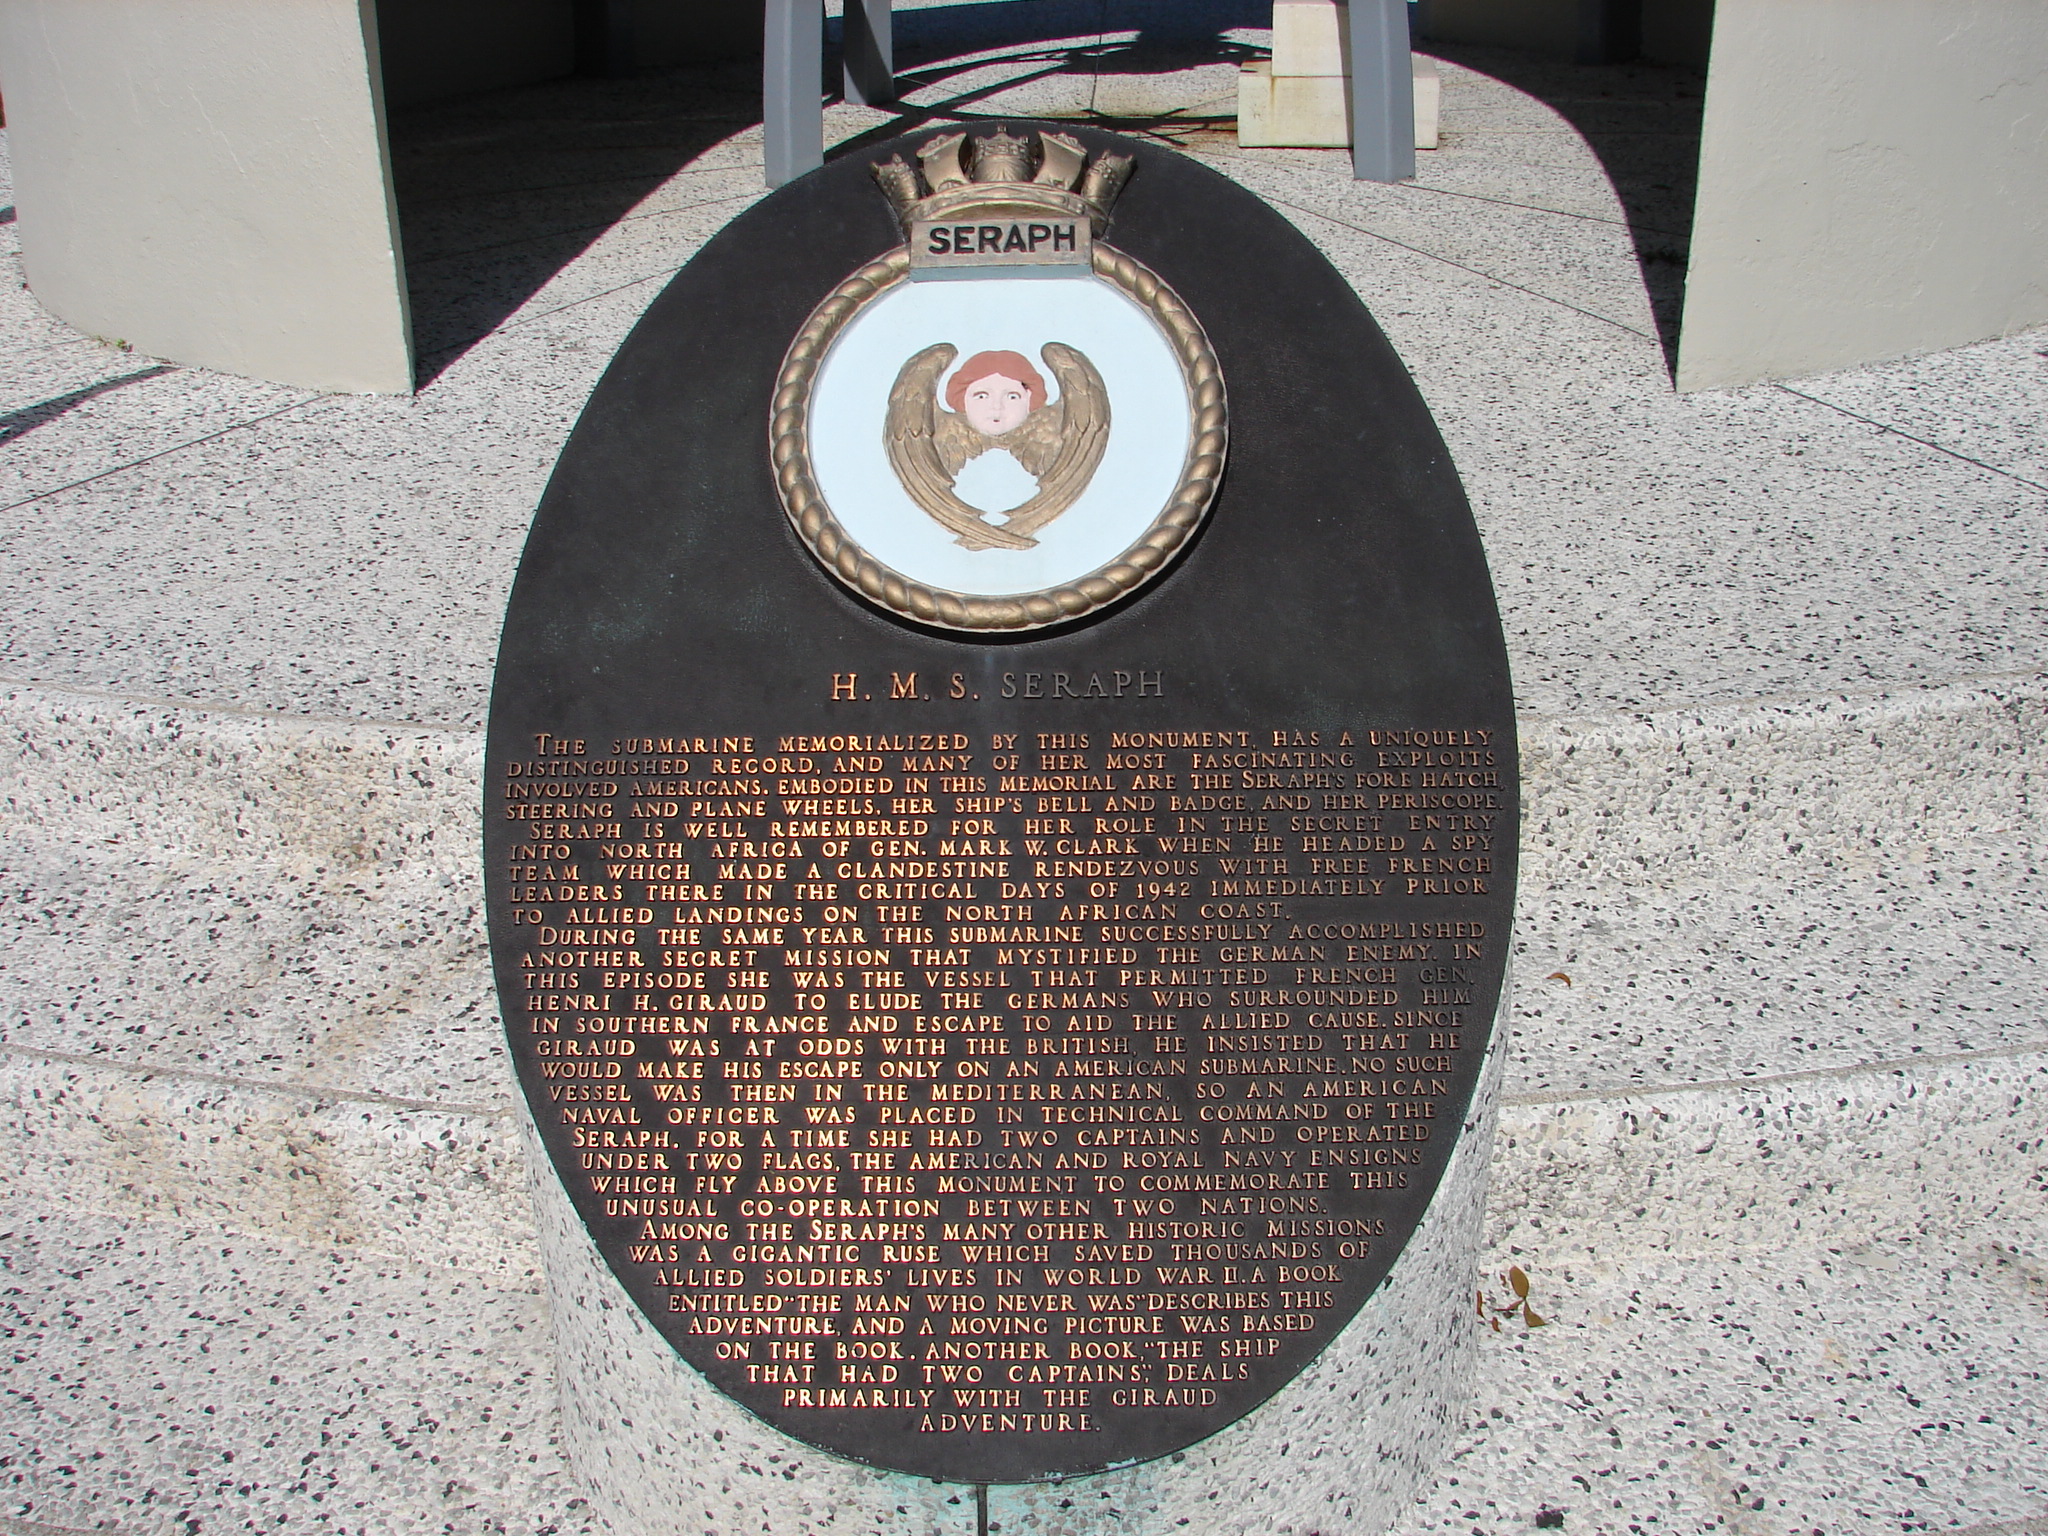 SERAPH
H. M. S. SERAPH
THE SUBMARINE MEMORIALIZED BY THIS MONUMENT, HAS A UNIQUELY
DISTINGUISHED RECORD, AND MANY OF HER MOST FASCINATING EXPLOITS
INVOLVED AMERICANS. EMBODIED IN THIS MEMORIAL ARE THE SERAPH'S FORE HATCH,
STEERING AND PLANE WHEELS, HER SHIP'S BELL AND BADGE, AND HER PERISCOPE.
SERAPH IS WELL REMEMBERED FOR HER ROLE IN THE SECRET ENTRY
INTO NORTH AFRICA OF GEN. MARK W. CLARK WHEN HE HEADED A SPY
TEAM WHICH MADE A CLANDESTINE RENDEZVOUS WITH FREE FRENCH
LEADERS THERE IN THE CRITICAL DAYS OF 1942 IMMEDIATELY PRIOR
TO ALLIED LANDINGS ON THE NORTH AFRICAN COAST.
DURING THE SAME YEAR THIS SUBMARINE SUCCESSFULLY ACCOMPLISHED
ANOTHER SECRET MISSION THAT MYSTIFIED THE GERMAN ENEMY. IN
THIS EPISODE SHE WAS THE VESSEL THAT PERMITTED FRENCH GEN.
HENRI H. GIRAUD TO ELUDE THE GERMANS WHO SURROUNDED HIM
IN SOUTHERN FRANCE AND ESCAPE TO AID THE ALLIED CAUSE. SINCE
GIRAUD WAS AT ODDS WITH THE BRITISH, HE INSISTED THAT HE
WOULD MAKE HIS ESCAPE ONLY ON AN AMERICAN SUBMARINE. NO SUCH
VESSEL WAS THEN IN THE MEDITERRANEAN, SO AN AMERICAN
NAVAL OFFICER WAS PLACED IN TECHNICAL COMMAND OF THE
SERAPH. FOR A TIME SHE HAD TWO CAPTAINS AND OPERATED
UNDER TWO FLAGS, THE AMERICAN AND ROYAL NAVY ENSIGNS
WHICH FLY ABOVE THIS MONUMENT TO COMMEMORATE THIS
UNUSUAL CO-OPERATION BETWEEN TWO NATIONS.
AMONG THE SERAPH'S MANY OTHER HISTORIC MISSIONS
WAS A GIGANTIC RUSE WHICH SAVED THOUSANDS OF
ALLIED SOLDIERS' LIVES IN WORLD WAR II. A BOOK
ENTITLED "THE MAN WHO NEVER WAS" DESCRIBES THIS
ADVENTURE, AND A MOVING PICTURE WAS BASED
ON THE BOOK. ANOTHER BOOK, "THE SHIP
THAT HAD TWO CAPTAINS," DEALS
PRIMARILY WITH THE GIRAUD
ADVENTURE.